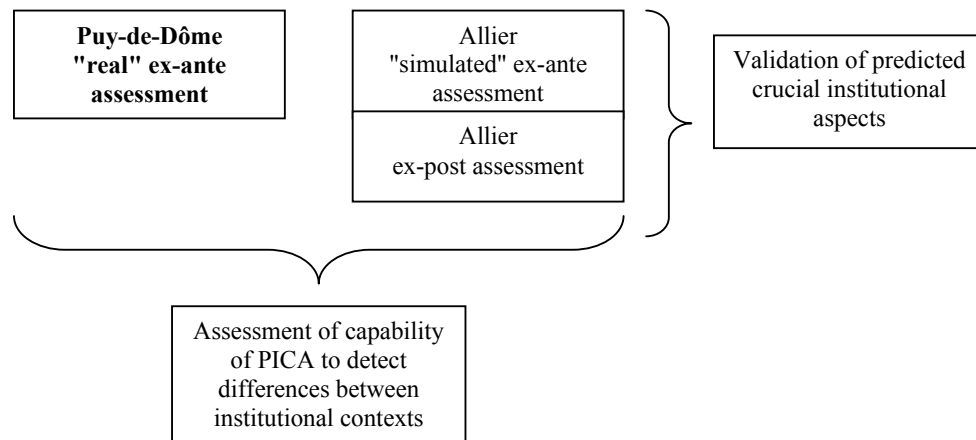 Puy-de-Dôme
"real" ex-ante
assessment
Allier
"simulated" ex-ante
assessment
Allier
ex-post assessment
Validation of predicted
crucial institutional
aspects
Assessment of capability
of PICA to detect
differences between
institutional contexts